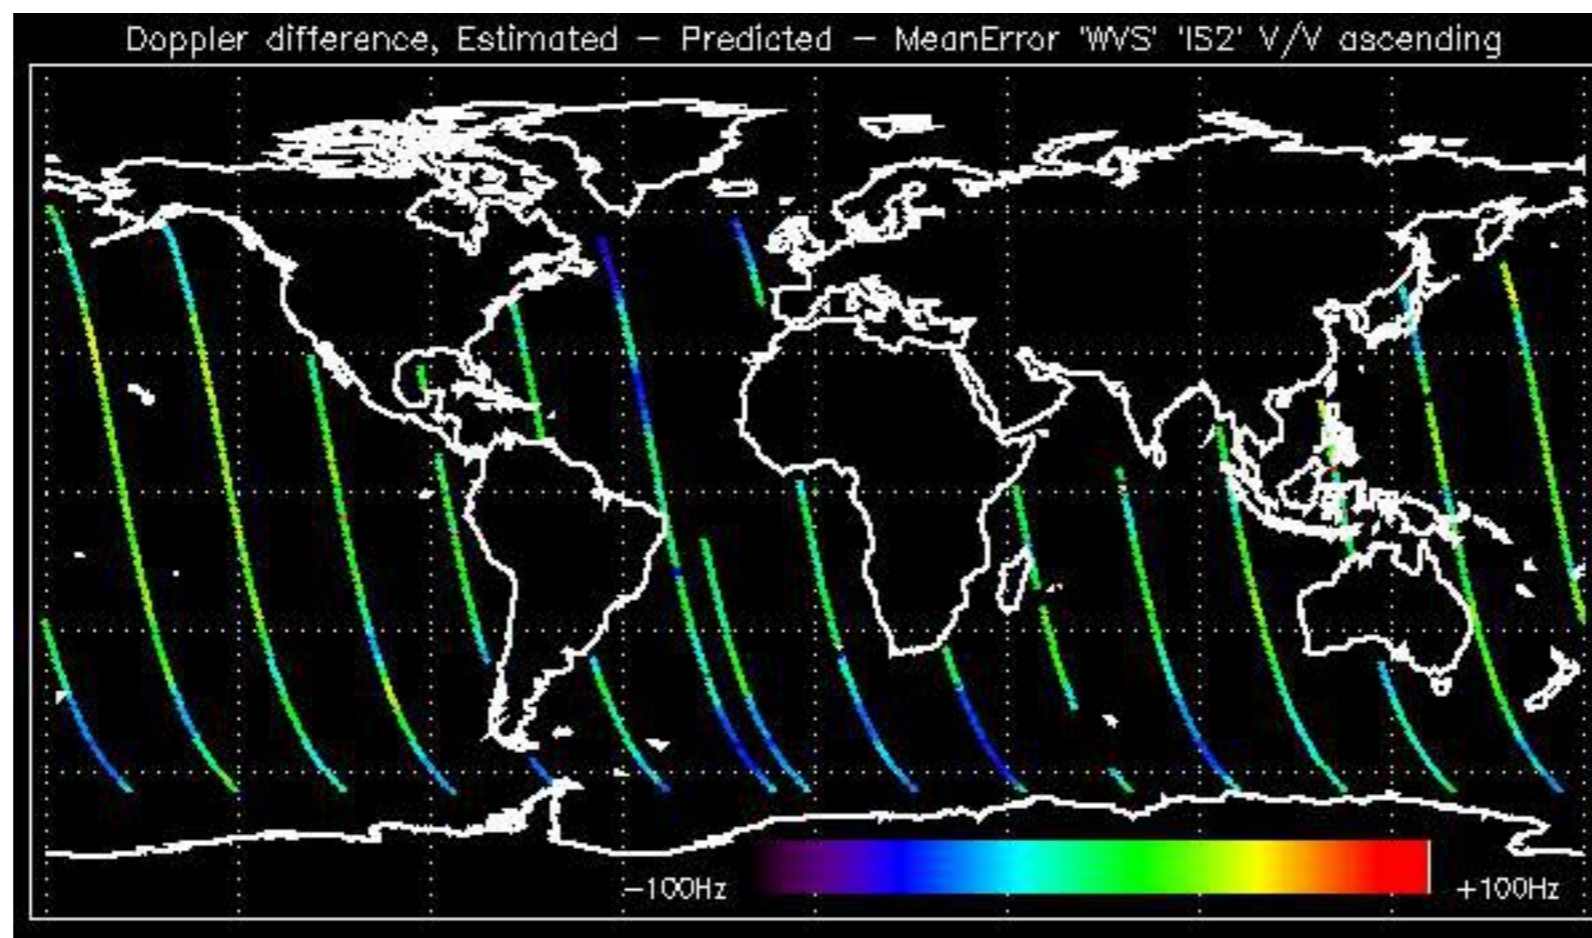 Doppler difference, Estimated – Predicted – MeanError 'WVS' 'IS2' V/V ascending
−100Hz +100Hz